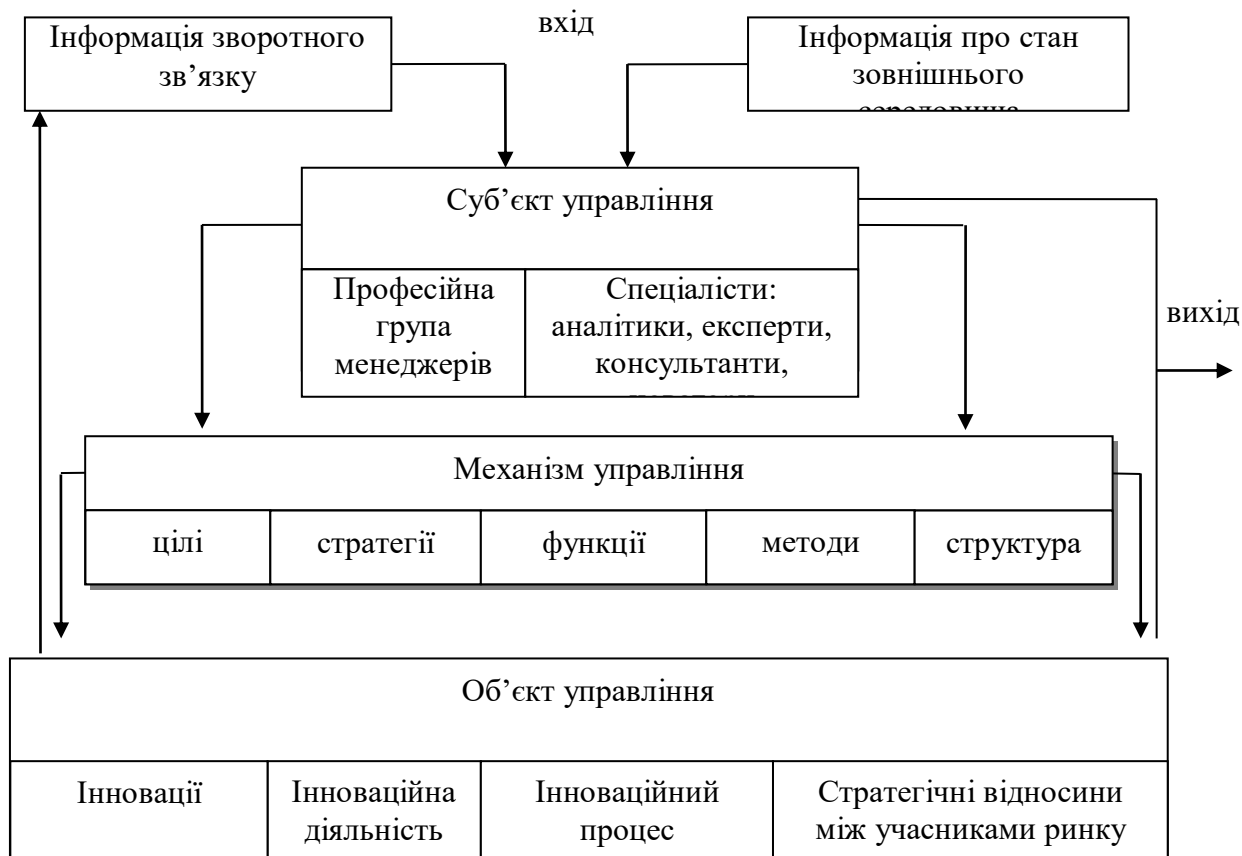 вхід
Інформація зворотного
зв’язку
Інформація про стан
зовнішнього
середовища
Суб’єкт управління
Професійна
група
менеджерів
Спеціалісти:
аналітики, експерти,
консультанти,
вихід
Механізм управління
цілі
стратегії
функції
методи
структура
Об’єкт управління
Інновації
Інноваційна
діяльність
Інноваційний
процес
Стратегічні відносини
між учасниками ринку